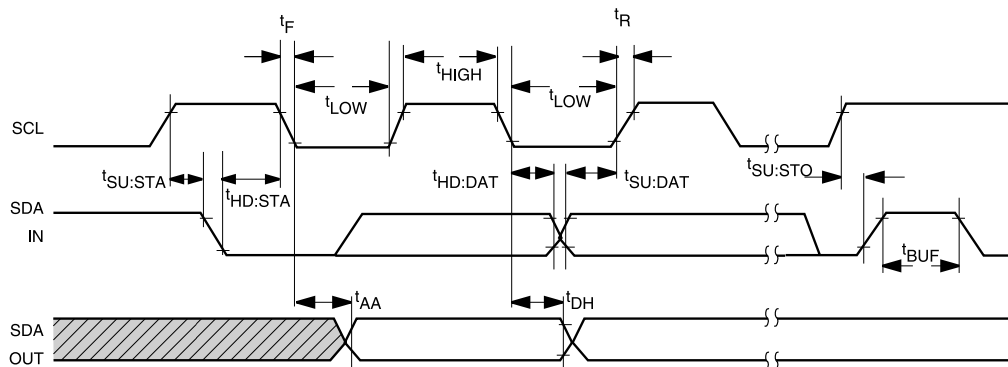 tF
tR
tHIGH
tLOW
tLOW
SCL
tSU:STA
tHD:STA
tHD:DAT
tSU:DAT
tSU:STO
SDA
IN
tBUF
tAA
tDH
SDA
OUT